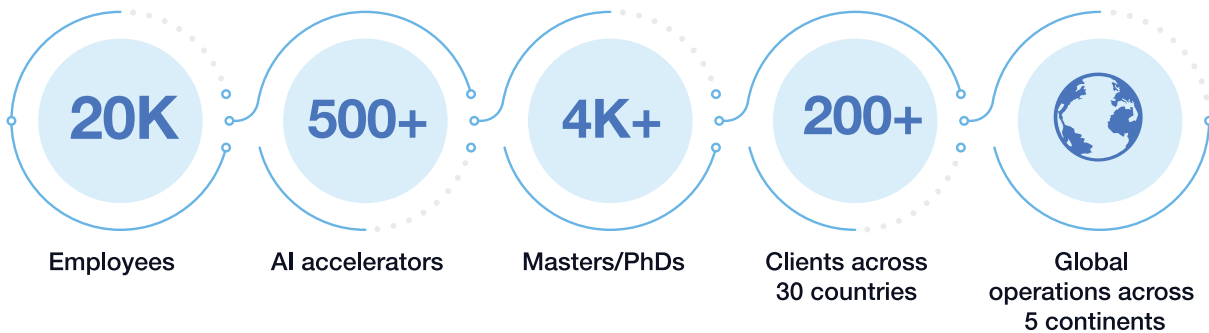 20K
Employees
500+
AI accelerators
4K+
Masters/PhDs
200+
Clients across
30 countries
Global
operations across
5 continents